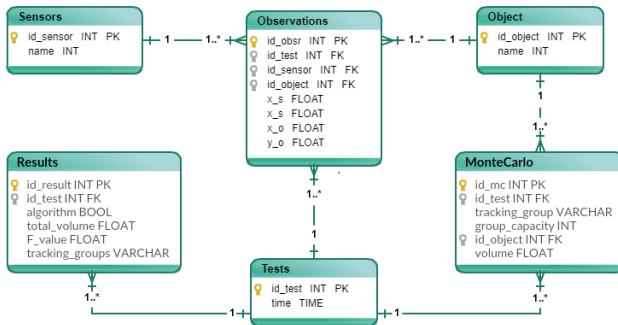 Sensors
id_sensor INT PK
name INT
1
1..*
Observations
id_obsr INT PK
id_test INT FK
id_sensor INT FK
id_object INT FK
x_s FLOAT
x_s FLOAT
x_o FLOAT
y_o FLOAT
1..*
1
Object
id_object INT PK
name INT
1
1..*
Results
id_result INT PK
id_test INT FK
algorithm BOOL
total_volume FLOAT
F_value FLOAT
tracking_groups VARCHAR
1..*
1
MonteCarlo
id_mc INT PK
id_test INT FK
tracking_group VARCHAR
group_capacity INT
id_object INT FK
volume FLOAT
Tests
id_test INT PK
time TIME
1..*
1
1
1..*